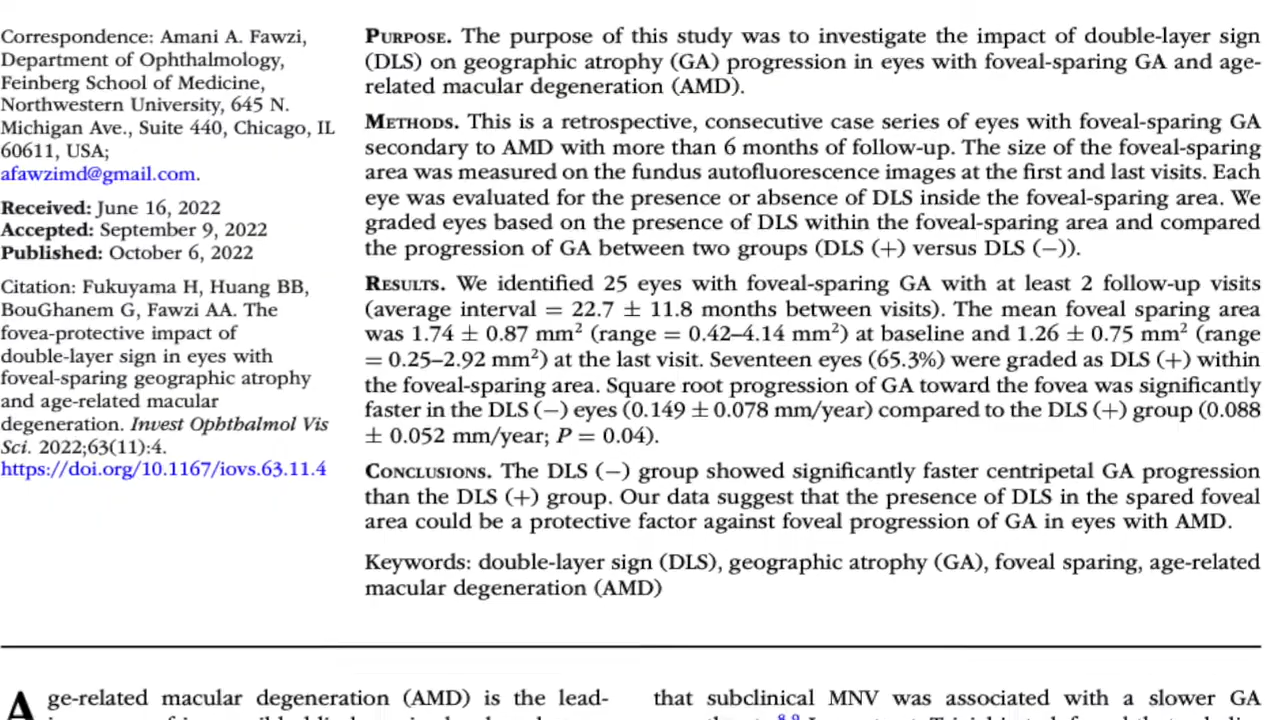 Correspondence: Amani A. Fawzi,
Department of Ophthalmology,
Feinberg School of Medicine,
Northwestern University, 645 N.
Michigan Ave., Suite 440, Chicago, IL
60611, USA;
afawzimd@gmail.com.
Received: June 16, 2022
Accepted: September 9, 2022
Published: October 6, 2022
Citation: Fukuyama H, Huang BB,
BouGhanem G, Fawzi AA. The
fovea-protective impact of
double-layer sign in eyes with
foveal-sparing geographic atrophy
and age-related macular
degeneration. Invest Ophthalmol Vis
Sci. 2022;63(11):4.
https://doi.org/10.1167/iovs.63.11.4
PURPOSE. The purpose of this study was to investigate the impact of double-layer sign
(DLS) on geographic atrophy (GA) progression in eyes with foveal-sparing GA and age-
related macular degeneration (AMD).
METHODS. This is a retrospective, consecutive case series of eyes with foveal-sparing GA
secondary to AMD with more than 6 months of follow-up. The size of the foveal-sparing
area was measured on the fundus autofluorescence images at the first and last visits. Each
eye was evaluated for the presence or absence of DLS inside the foveal-sparing area. We
graded eyes based on the presence of DLS within the foveal-sparing area and compared
the progression of GA between two groups (DLS (+) versus DLS (−)).
RESULTS. We identified 25 eyes with foveal-sparing GA with at least 2 follow-up visits
(average interval = 22.7 ± 11.8 months between visits). The mean foveal sparing area
was 1.74 ± 0.87 mm² (range = 0.42–4.14 mm²) at baseline and 1.26 ± 0.75 mm² (range
= 0.25–2.92 mm²) at the last visit. Seventeen eyes (65.3%) were graded as DLS (+) within
the foveal-sparing area. Square root progression of GA toward the fovea was significantly
faster in the DLS (−) eyes (0.149 ± 0.078 mm/year) compared to the DLS (+) group (0.088
± 0.052 mm/year; P = 0.04).
CONCLUSIONS. The DLS (−) group showed significantly faster centripetal GA progression
than the DLS (+) group. Our data suggest that the presence of DLS in the spared foveal
area could be a protective factor against foveal progression of GA in eyes with AMD.
Keywords: double-layer sign (DLS), geographic atrophy (GA), foveal sparing, age-related
macular degeneration (AMD)
Age-related macular degeneration (AMD) is the lead-
that subclinical MNV was associated with a slower GA